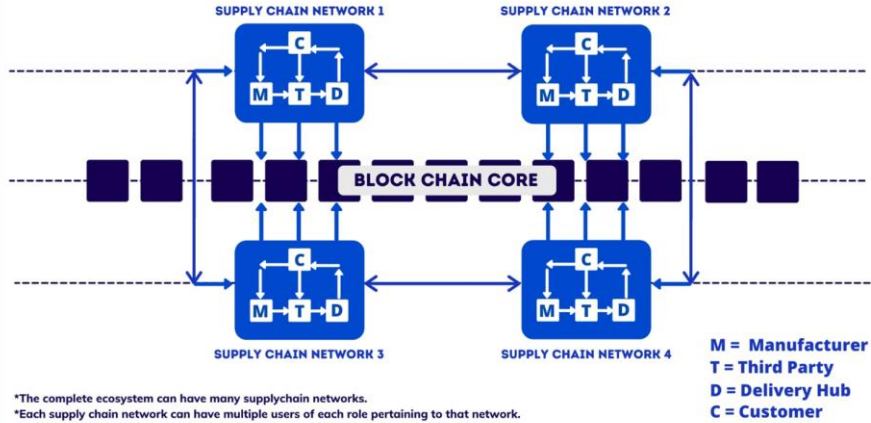 SUPPLY CHAIN NETWORK 1
SUPPLY CHAIN NETWORK 2
C
M T D
C
M T D
BLOCK CHAIN CORE
C
M T D
C
M T D
SUPPLY CHAIN NETWORK 3
SUPPLY CHAIN NETWORK 4
M = Manufacturer
T = Third Party
D = Delivery Hub
C = Customer
*The complete ecosystem can have many supplychain networks.
*Each supply chain network can have multiple users of each role pertaining to that network.